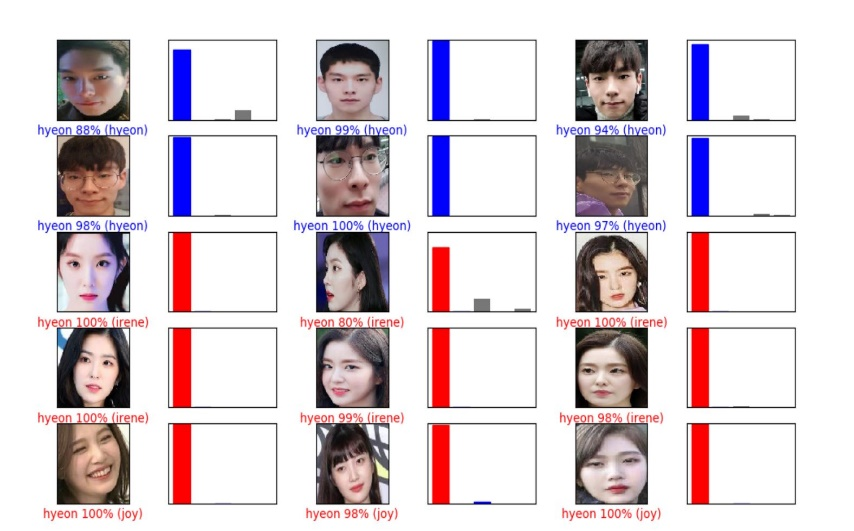 hyeon 88% (hyeon)
hyeon 99% (hyeon)
hyeon 94% (hyeon)
hyeon 98% (hyeon)
hyeon 100% (hyeon)
hyeon 97% (hyeon)
hyeon 100% (irene)
hyeon 80% (irene)
hyeon 100% (irene)
hyeon 100% (irene)
hyeon 99% (irene)
hyeon 98% (irene)
hyeon 100% (joy)
hyeon 98% (joy)
hyeon 100% (joy)